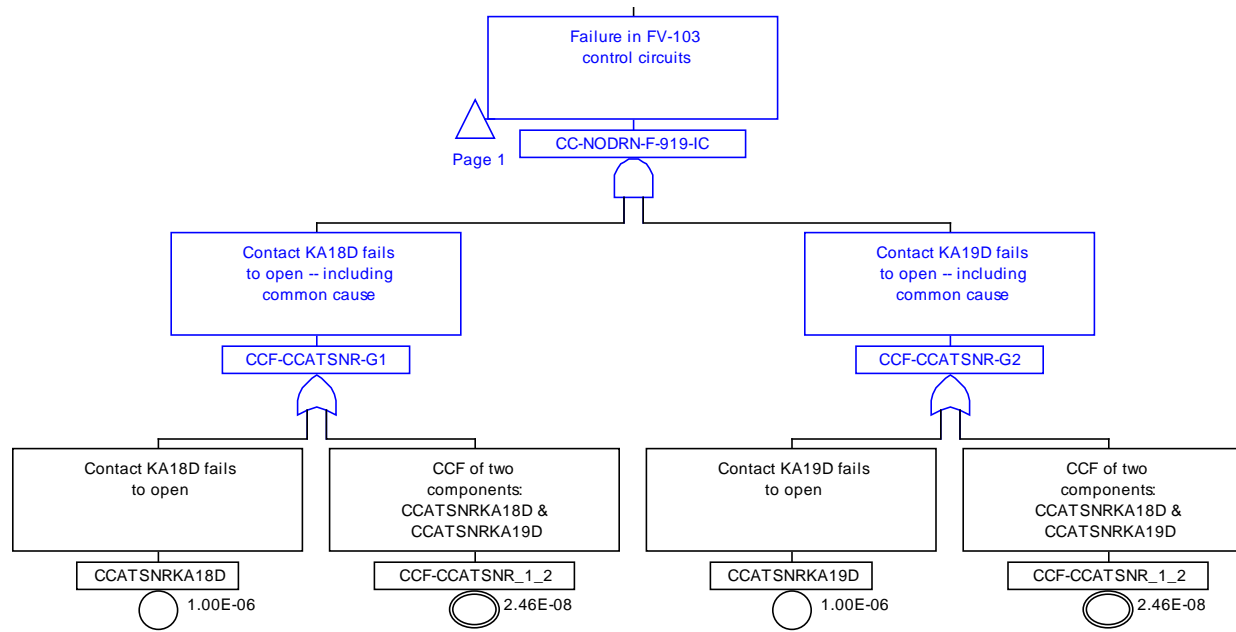 Failure in FV-103
control circuits
Page 1
CC-NODRN-F-919-IC
Contact KA18D fails
to open -- including
common cause
CCF-CCATSNR-G1
Contact KA19D fails
to open -- including
common cause
CCF-CCATSNR-G2
Contact KA18D fails
to open
CCATSNRKA18D
1.00E-06
CCF of two
components:
CCATSNRKA18D &
CCATSNRKA19D
CCF-CCATSNR_1_2
2.46E-08
Contact KA19D fails
to open
CCATSNRKA19D
1.00E-06
CCF of two
components:
CCATSNRKA18D &
CCATSNRKA19D
CCF-CCATSNR_1_2
2.46E-08